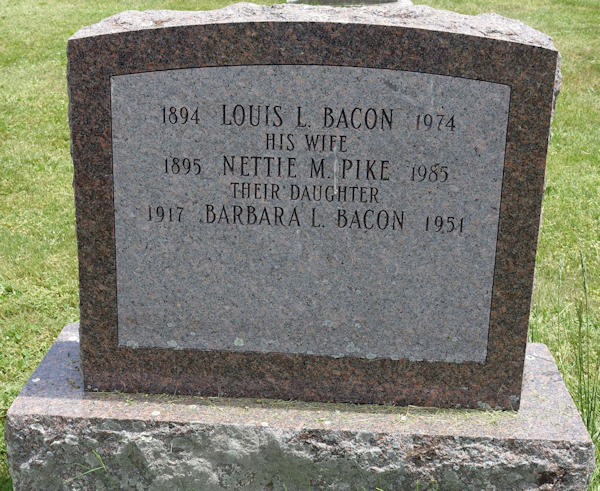 1894 LOUIS L. BACON 1974
HIS WIFE
1895 NETTIE M. PIKE 1985
THEIR DAUGHTER
1917 BARBARA L. BACON 1951